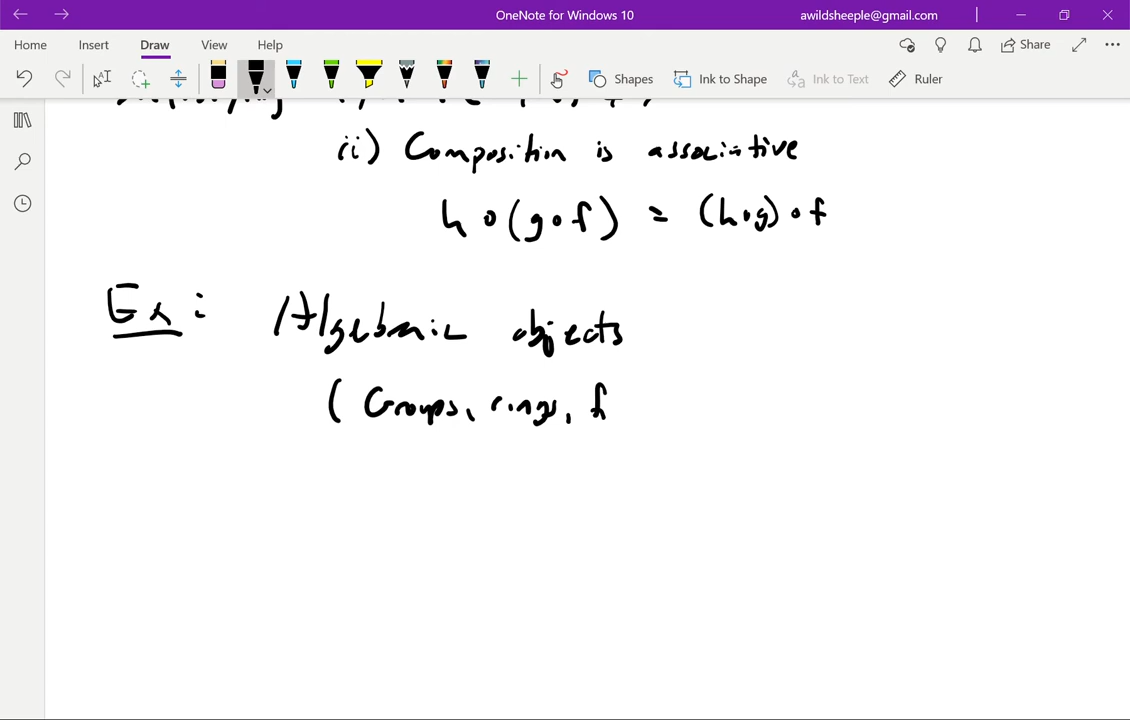 OneNote for Windows 10
awildsheeple@gmail.com
Home Insert Draw View Help
Share
Shapes Ink to Shape Ink to Text Ruler
ii) Composition is associative
h∘(g∘f) = (h∘g)∘f
Ex: Algebraic objects
(Groups, rings, f